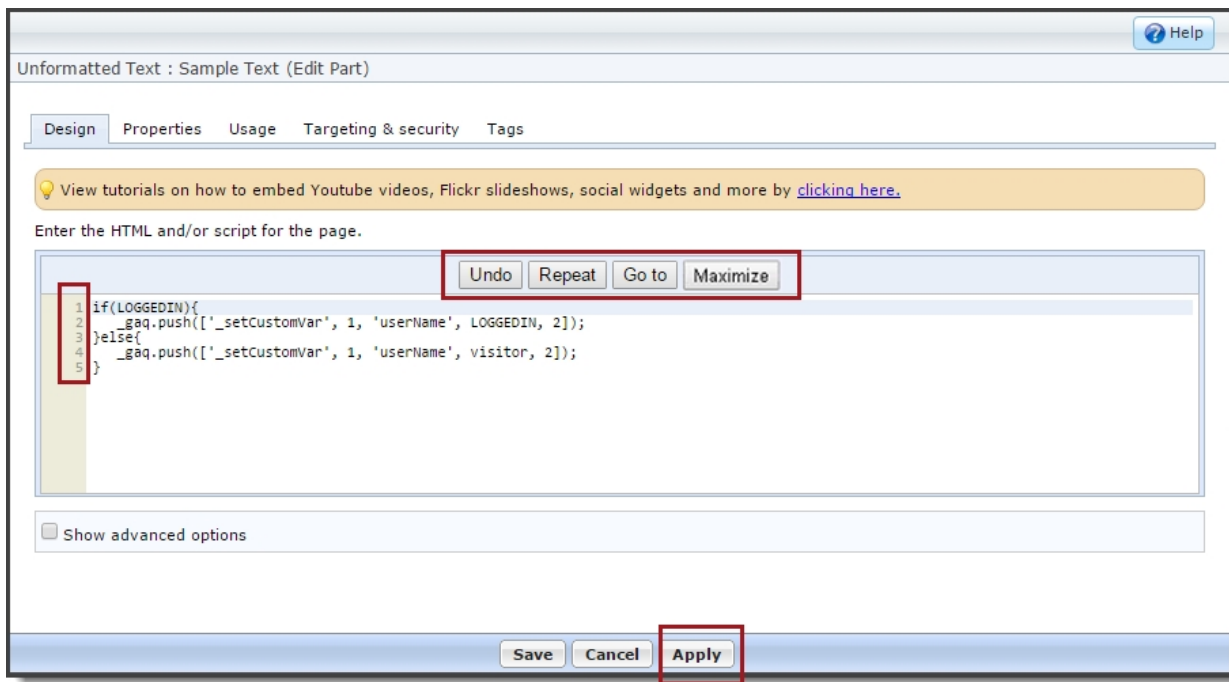 Help
Unformatted Text : Sample Text (Edit Part)
Design Properties Usage Targeting & security Tags
View tutorials on how to embed Youtube videos, Flickr slideshows, social widgets and more by clicking here.
Enter the HTML and/or script for the page.
Undo Repeat Go to Maximize
1 if(LOGGEDIN){
2 _gaq.push(['_setCustomVar', 1, 'userName', LOGGEDIN, 2]);
3 }else{
4 _gaq.push(['_setCustomVar', 1, 'userName', visitor, 2]);
5 }
Show advanced options
Save Cancel Apply